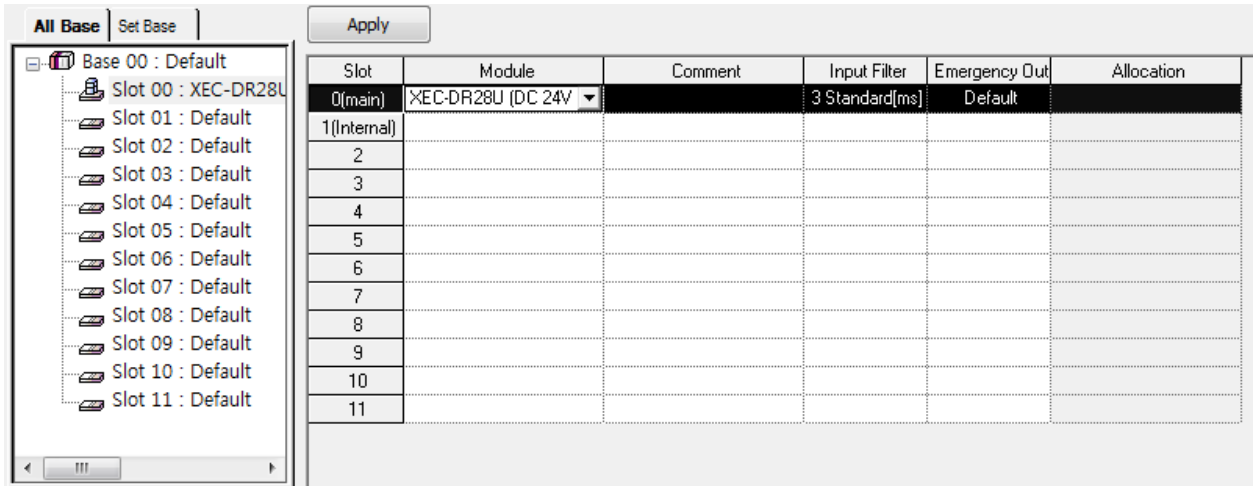 All Base Set Base
Base 00 : Default
Slot 00 : XEC-DR28U
Slot 01 : Default
Slot 02 : Default
Slot 03 : Default
Slot 04 : Default
Slot 05 : Default
Slot 06 : Default
Slot 07 : Default
Slot 08 : Default
Slot 09 : Default
Slot 10 : Default
Slot 11 : Default
Apply
Slot Module Comment Input Filter Emergency Out Allocation
0(main) XEC-DR28U (DC 24V 3 Standard[ms] Default
1(Internal)
2
3
4
5
6
7
8
9
10
11